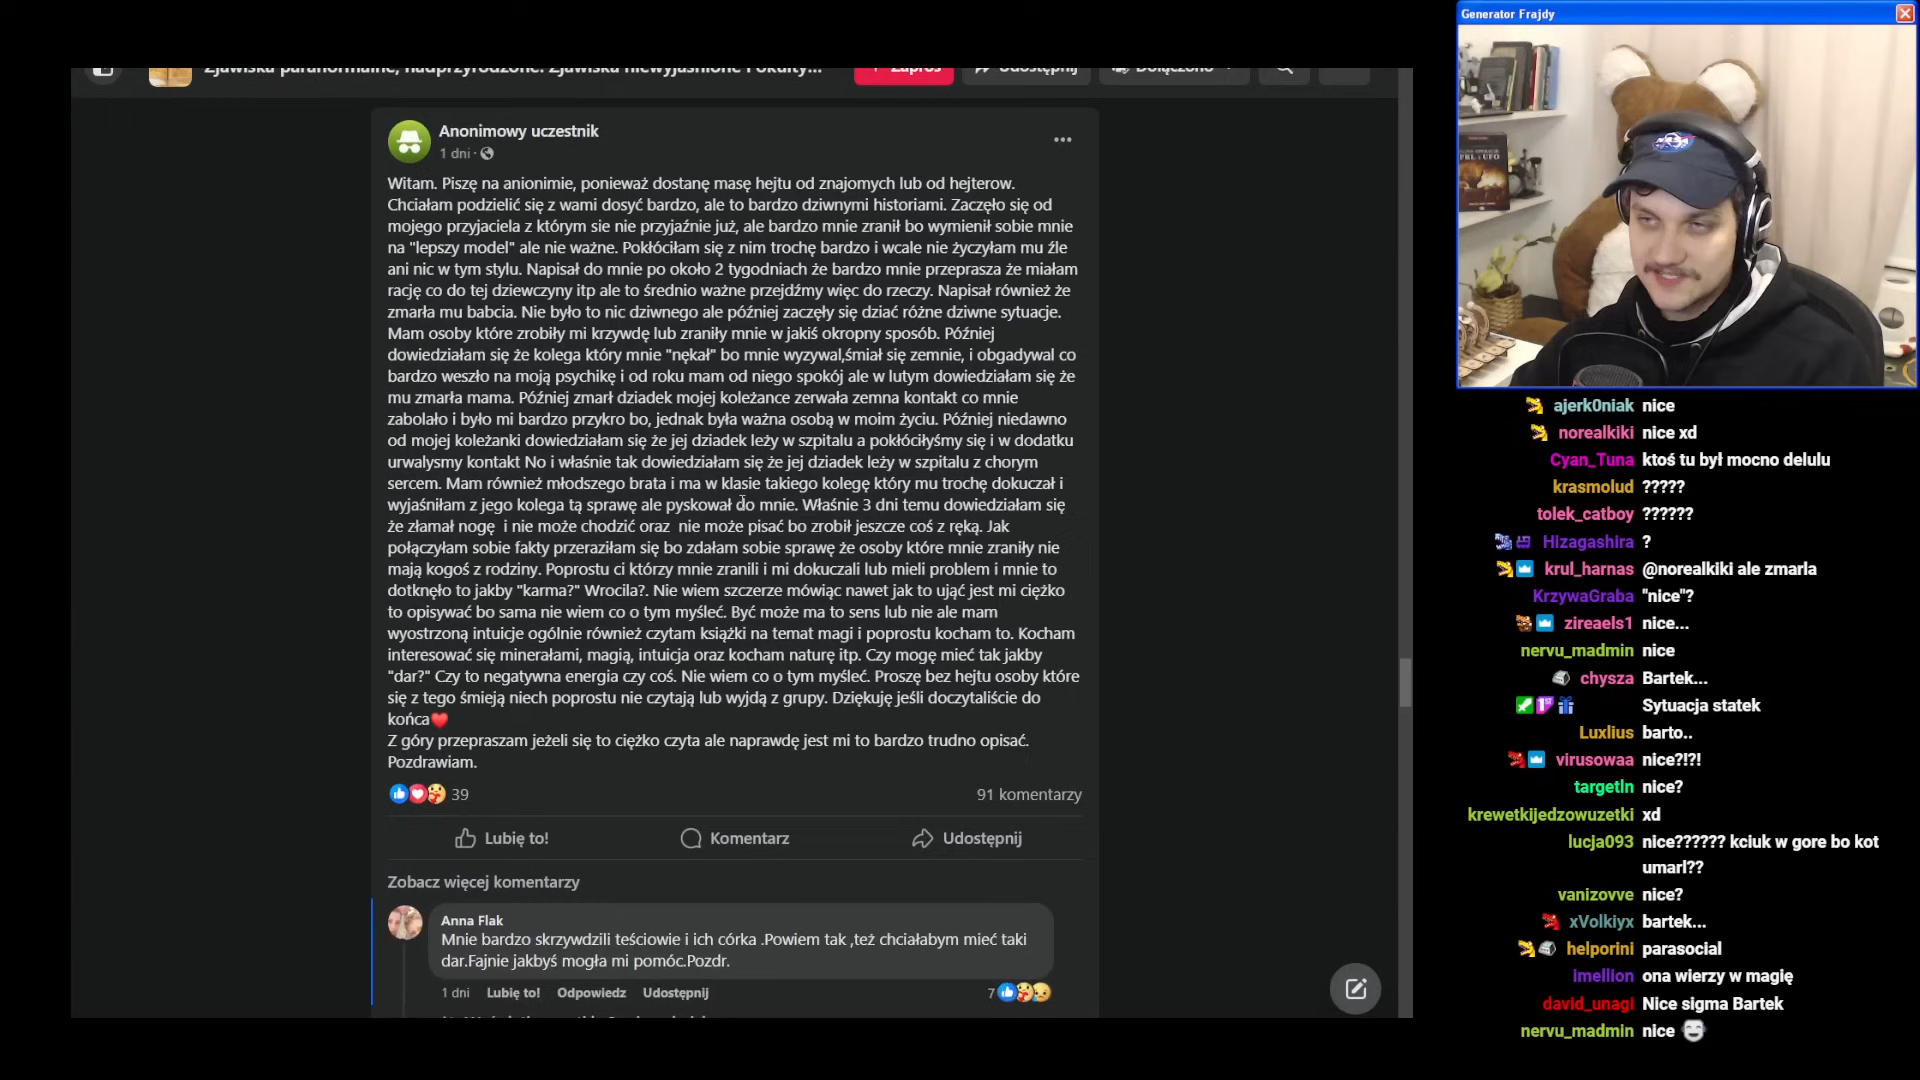 Zjawiska paranormalne, nadprzyrodzone. Zjawiska niewyjaśnione i okulty...
+ Zaproś
Udostępnij
Dołączono
Anonimowy uczestnik
1 dni ·
Witam. Piszę na anionimie, ponieważ dostanę masę hejtu od znajomych lub od hejterow.
Chciałam podzielić się z wami dosyć bardzo, ale to bardzo dziwnymi historiami. Zaczęło się od
mojego przyjaciela z którym sie nie przyjaźnie już, ale bardzo mnie zranił bo wymienił sobie mnie
na "lepszy model" ale nie ważne. Pokłóciłam się z nim trochę bardzo i wcale nie życzyłam mu źle
ani nic w tym stylu. Napisał do mnie po około 2 tygodniach że bardzo mnie przeprasza że miałam
rację co do tej dziewczyny itp ale to średnio ważne przejdźmy więc do rzeczy. Napisał również że
zmarła mu babcia. Nie było to nic dziwnego ale później zaczęły się dziać różne dziwne sytuacje.
Mam osoby które zrobiły mi krzywdę lub zraniły mnie w jakiś okropny sposób. Później
dowiedziałam się że kolega który mnie "nękał" bo mnie wyzywal,śmiał się zemnie, i obgadywal co
bardzo weszło na moją psychikę i od roku mam od niego spokój ale w lutym dowiedziałam się że
mu zmarła mama. Później zmarł dziadek mojej koleżance zerwała zemna kontakt co mnie
zabolało i było mi bardzo przykro bo, jednak była ważna osobą w moim życiu. Później niedawno
od mojej koleżanki dowiedziałam się że jej dziadek leży w szpitalu a pokłóciłyśmy się i w dodatku
urwalysmy kontakt No i właśnie tak dowiedziałam się że jej dziadek leży w szpitalu z chorym
sercem. Mam również młodszego brata i ma w klasie takiego kolegę który mu trochę dokuczał i
wyjaśniłam z jego kolega tą sprawę ale pyskował do mnie. Właśnie 3 dni temu dowiedziałam się
że złamał nogę i nie może chodzić oraz nie może pisać bo zrobił jeszcze coś z ręką. Jak
połączyłam sobie fakty przeraziłam się bo zdałam sobie sprawę że osoby które mnie zraniły nie
mają kogoś z rodziny. Poprostu ci którzy mnie zranili i mi dokuczali lub mieli problem i mnie to
dotknęło to jakby "karma?" Wrocila?. Nie wiem szczerze mówiąc nawet jak to ująć jest mi ciężko
to opisywać bo sama nie wiem co o tym myśleć. Być może ma to sens lub nie ale mam
wyostrzoną intuicje ogólnie również czytam książki na temat magi i poprostu kocham to. Kocham
interesować się minerałami, magią, intuicja oraz kocham naturę itp. Czy mogę mieć tak jakby
"dar?" Czy to negatywna energia czy coś. Nie wiem co o tym myśleć. Proszę bez hejtu osoby które
się z tego śmieją niech poprostu nie czytają lub wyjdą z grupy. Dziękuję jeśli doczytaliście do
końca❤️
Z góry przepraszam jeżeli się to ciężko czyta ale naprawdę jest mi to bardzo trudno opisać.
Pozdrawiam.
39
91 komentarzy
Lubię to!
Komentarz
Udostępnij
Zobacz więcej komentarzy
Anna Flak
Mnie bardzo skrzywdzili teściowie i ich córka .Powiem tak ,też chciałabym mieć taki
dar.Fajnie jakbyś mogła mi pomóc.Pozdr.
1 dni Lubię to! Odpowiedz Udostępnij
7
Generator Frajdy
ajerk0niak nice
norealkiki nice xd
Cyan_Tuna ktoś tu był mocno delulu
krasmolud ?????
tolek_catboy ??????
HIzagashira ?
krul_harnas @norealkiki ale zmarla
KrzywaGraba "nice"?
zireaels1 nice...
nervu_madmin nice
chysza Bartek...
Sytuacja statek
Luxlius barto..
virusowaa nice?!?!
targetln nice?
krewetkijedzowuzetki xd
lucja093 nice?????? kciuk w gore bo kot
umarl??
vanizovve nice?
xVolkiyx bartek...
helporini parasocial
imellion ona wierzy w magię
david_unagi Nice sigma Bartek
nervu_madmin nice